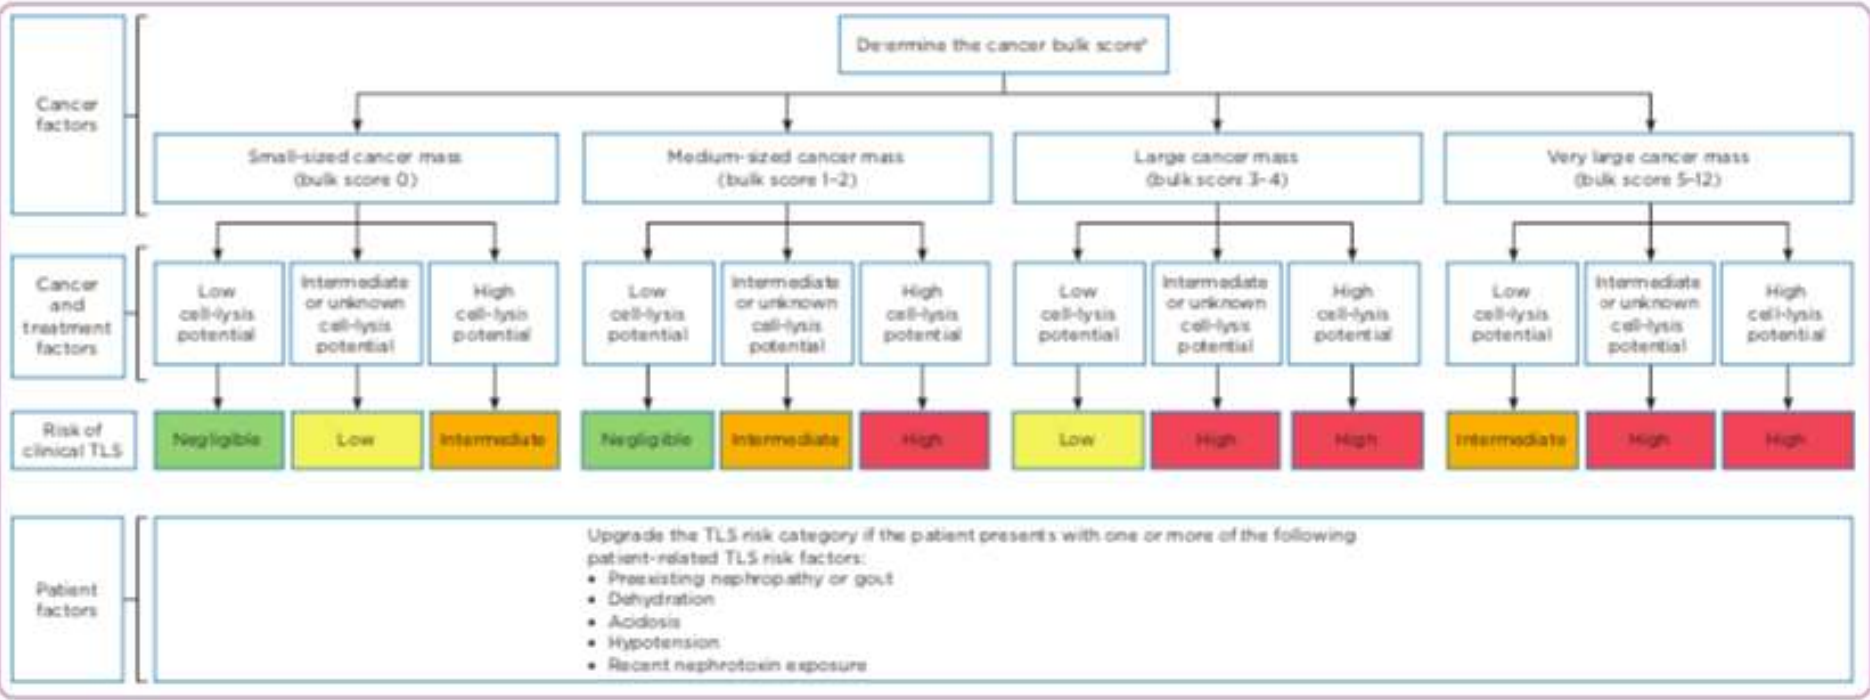 Determine the cancer bulk score*
Cancer
factors
Small-sized cancer mass
(bulk score 0)
Medium-sized cancer mass
(bulk score 1-2)
Large cancer mass
(bulk score 3-4)
Very large cancer mass
(bulk score 5-12)
Cancer
and
treatment
factors
Low
cell-lysis
potential
Intermediate
or unknown
cell-lysis
potential
High
cell-lysis
potential
Low
cell-lysis
potential
Intermediate
or unknown
cell-lysis
potential
High
cell-lysis
potential
Low
cell-lysis
potential
Intermediate
or unknown
cell-lysis
potential
High
cell-lysis
potential
Low
cell-lysis
potential
Intermediate
or unknown
cell-lysis
potential
High
cell-lysis
potential
Risk of
clinical TLS
Negligible
Low
Intermediate
Negligible
Intermediate
High
Low
High
High
Intermediate
High
High
Patient
factors
Upgrade the TLS risk category if the patient presents with one or more of the following
patient-related TLS risk factors:
• Preexisting nephropathy or gout
• Dehydration
• Acidosis
• Hypotension
• Recent nephrotoxin exposure